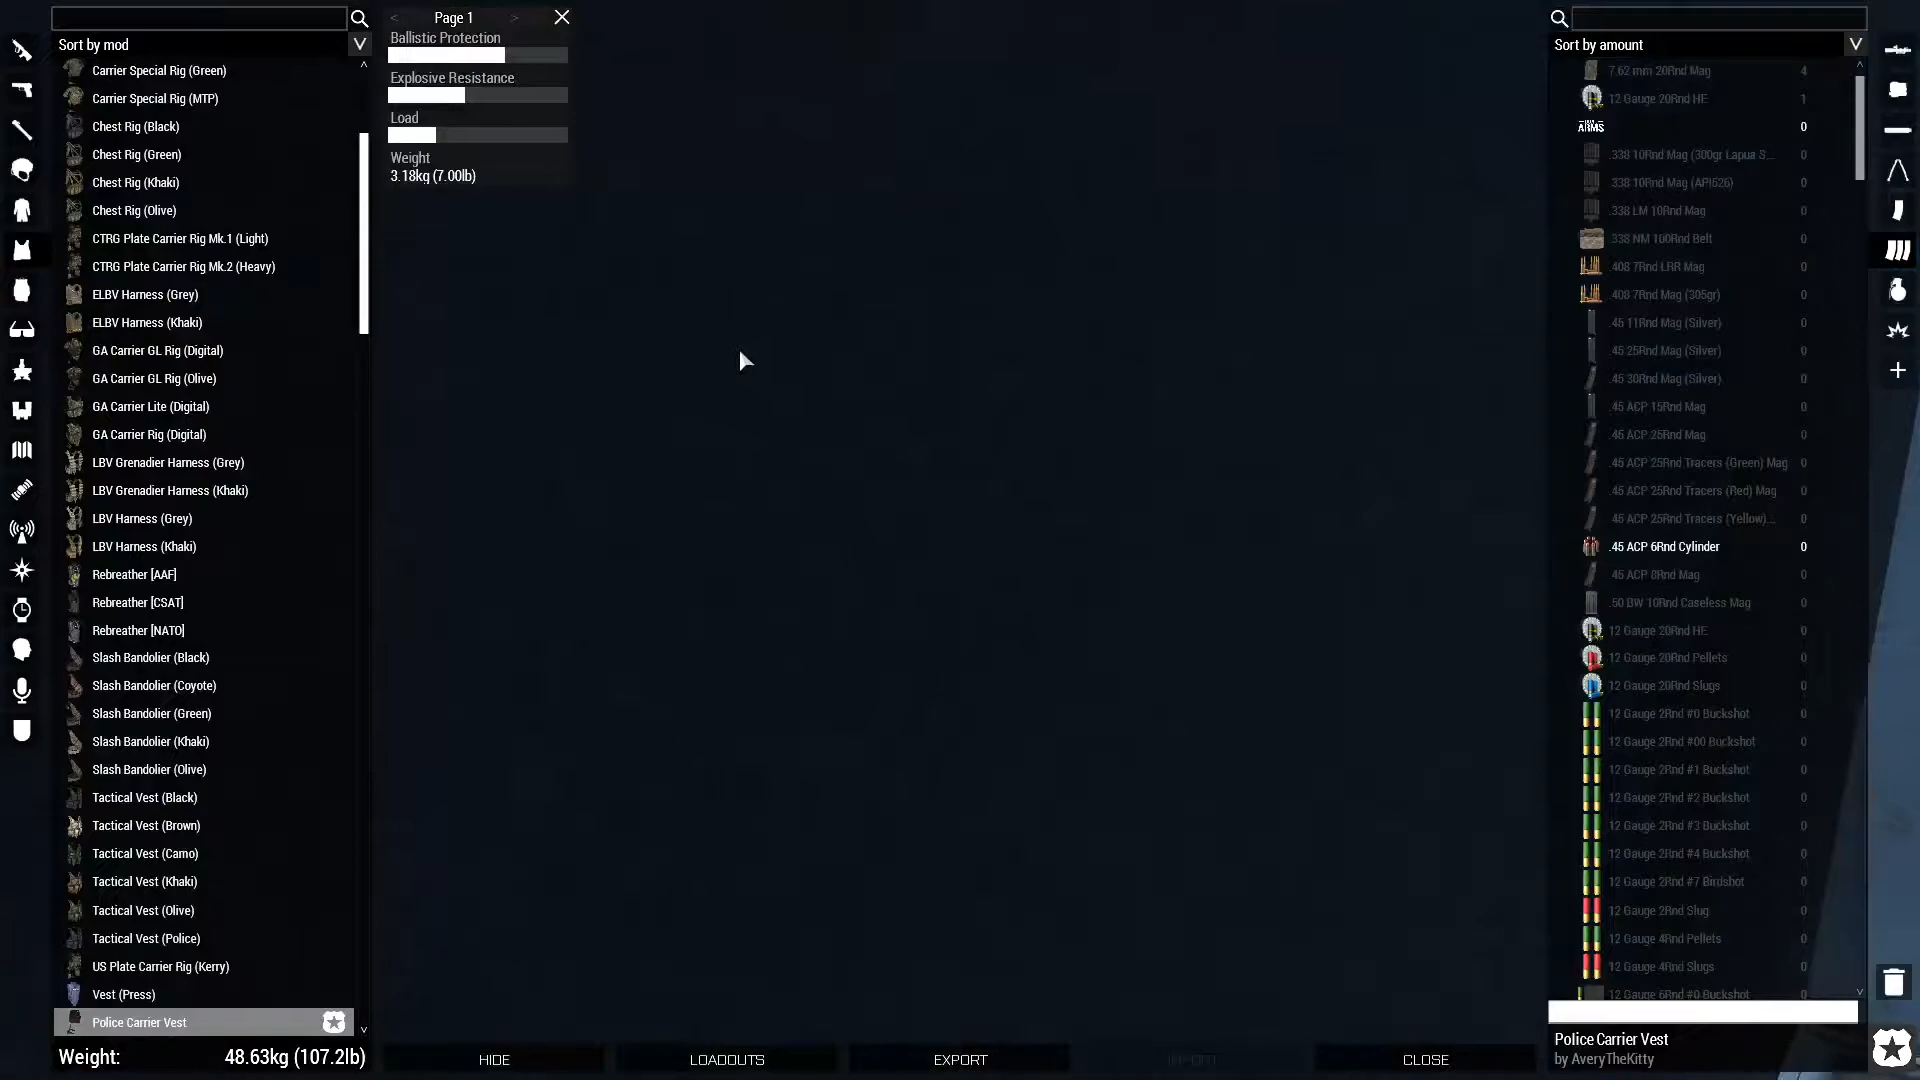 Page 1
Sort by mod
Carrier Special Rig (Green)
Carrier Special Rig (MTP)
Chest Rig (Black)
Chest Rig (Green)
Chest Rig (Khaki)
Chest Rig (Olive)
CTRG Plate Carrier Rig Mk.1 (Light)
CTRG Plate Carrier Rig Mk.2 (Heavy)
ELBV Harness (Grey)
ELBV Harness (Khaki)
GA Carrier GL Rig (Digital)
GA Carrier GL Rig (Olive)
GA Carrier Lite (Digital)
GA Carrier Rig (Digital)
LBV Grenadier Harness (Grey)
LBV Grenadier Harness (Khaki)
LBV Harness (Grey)
LBV Harness (Khaki)
Rebreather [AAF]
Rebreather [CSAT]
Rebreather [NATO]
Slash Bandolier (Black)
Slash Bandolier (Coyote)
Slash Bandolier (Green)
Slash Bandolier (Khaki)
Slash Bandolier (Olive)
Tactical Vest (Black)
Tactical Vest (Brown)
Tactical Vest (Camo)
Tactical Vest (Khaki)
Tactical Vest (Olive)
Tactical Vest (Police)
US Plate Carrier Rig (Kerry)
Vest (Press)
Police Carrier Vest
Weight: 48.63kg (107.2lb)
Ballistic Protection
Explosive Resistance
Load
Weight
3.18kg (7.00lb)
HIDE
LOADOUTS
EXPORT
IMPORT
CLOSE
Sort by amount
7.62 mm 20Rnd Mag 4
12 Gauge 20Rnd HE 1
ARMS 0
.338 10Rnd Mag (300gr Lapua S... 0
.338 10Rnd Mag (API526) 0
.338 LM 10Rnd Mag 0
.338 NM 100Rnd Belt 0
.408 7Rnd LRR Mag 0
.408 7Rnd Mag (305gr) 0
.45 11Rnd Mag (Silver) 0
.45 25Rnd Mag (Silver) 0
.45 30Rnd Mag (Silver) 0
.45 ACP 15Rnd Mag 0
.45 ACP 25Rnd Mag 0
.45 ACP 25Rnd Tracers (Green) Mag 0
.45 ACP 25Rnd Tracers (Red) Mag 0
.45 ACP 25Rnd Tracers (Yellow)... 0
.45 ACP 6Rnd Cylinder 0
.45 ACP 8Rnd Mag 0
.50 BW 10Rnd Caseless Mag 0
12 Gauge 20Rnd HE 0
12 Gauge 20Rnd Pellets 0
12 Gauge 20Rnd Slugs 0
12 Gauge 2Rnd #0 Buckshot 0
12 Gauge 2Rnd #00 Buckshot 0
12 Gauge 2Rnd #1 Buckshot 0
12 Gauge 2Rnd #2 Buckshot 0
12 Gauge 2Rnd #3 Buckshot 0
12 Gauge 2Rnd #4 Buckshot 0
12 Gauge 2Rnd #7 Birdshot 0
12 Gauge 2Rnd Slug 0
12 Gauge 4Rnd Pellets 0
12 Gauge 4Rnd Slugs 0
12 Gauge 6Rnd #0 Buckshot 0
Police Carrier Vest
by AveryTheKitty